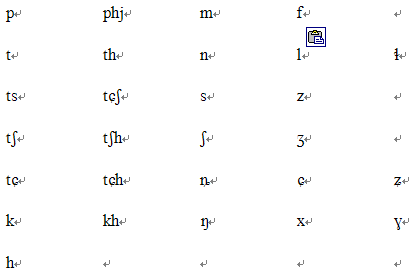 p phj m f
t th n l ɬ
ts tɕʃ s z
tʃ tʃh ʃ ʒ
tɕ tɕh ȵ ɕ ʑ
k kh ŋ x ɣ
h